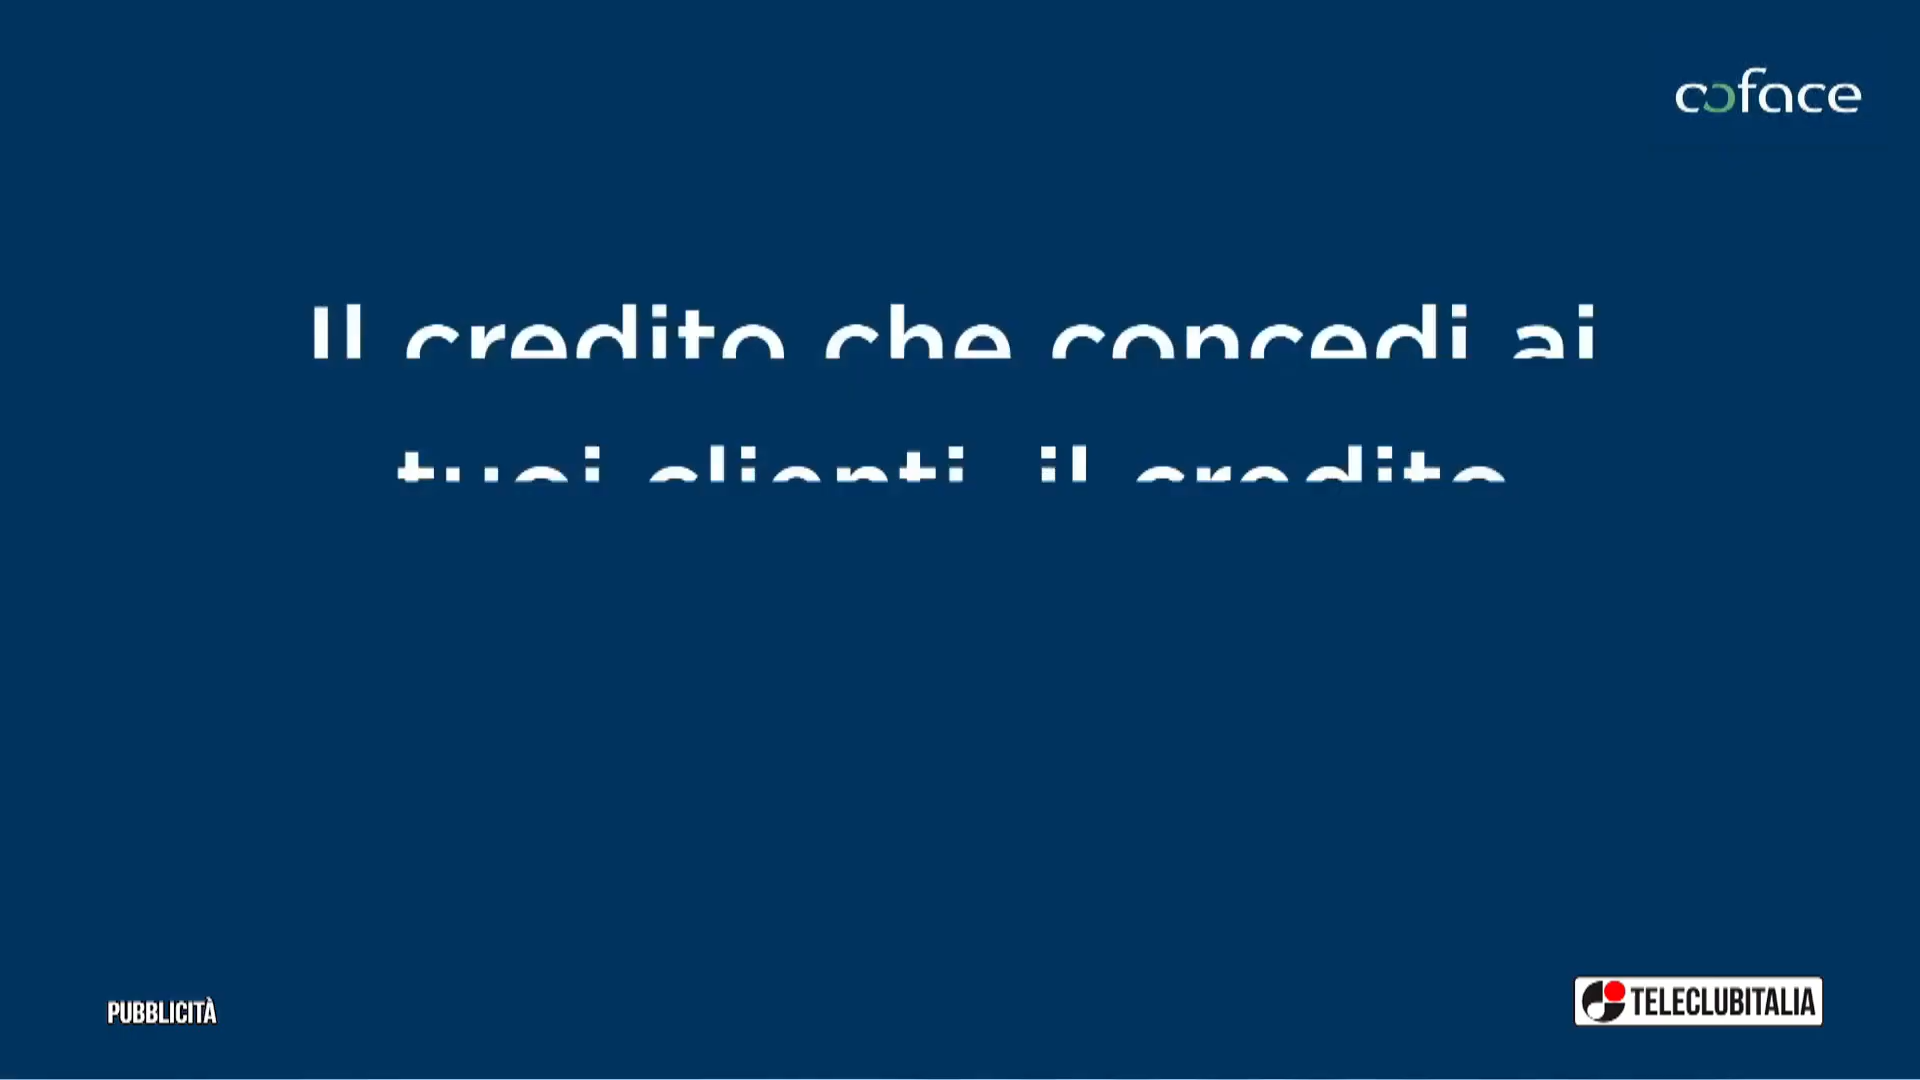 coface
Il credito che concedi ai
tuoi clienti, il credito
PUBBLICITÀ
TELECLUBITALIA